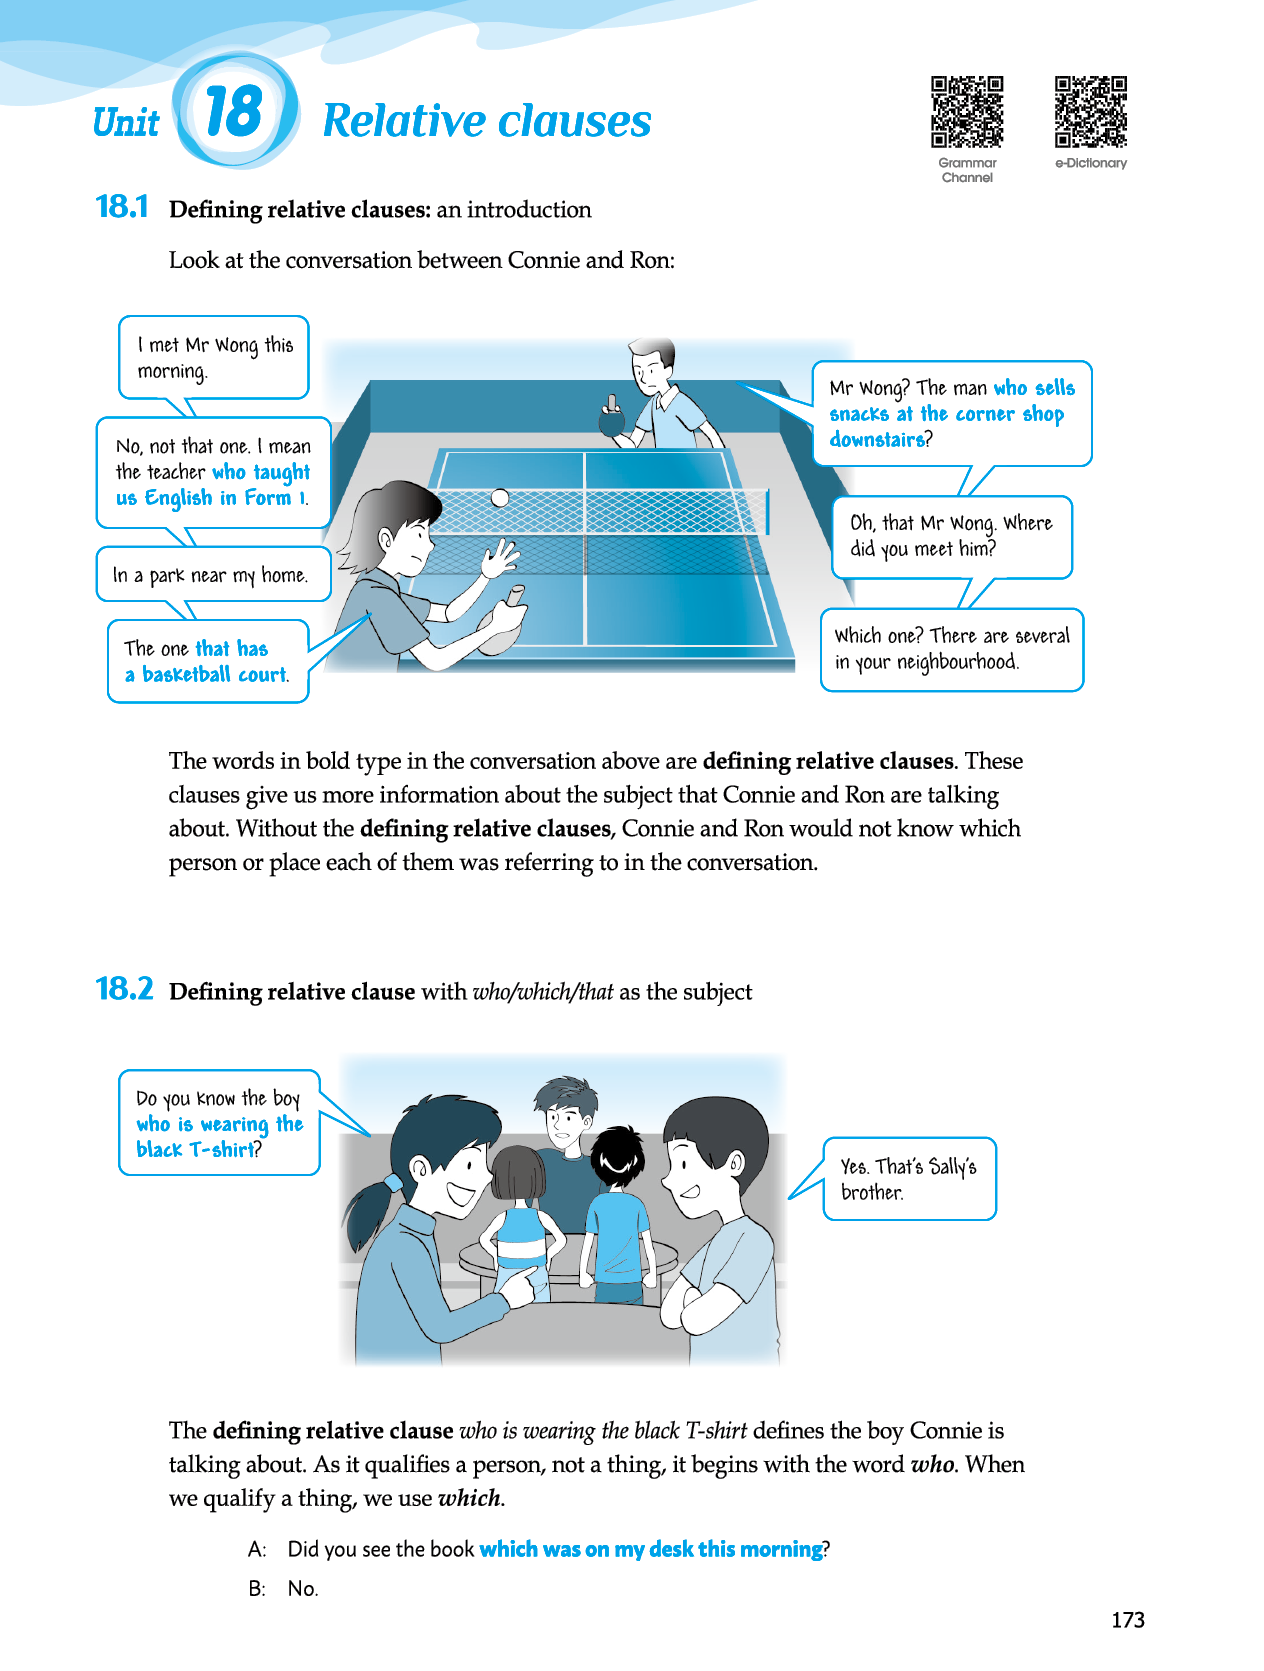 Unit 18 Relative clauses
Grammar
Channel
e-Dictionary
18.1 Defining relative clauses: an introduction
Look at the conversation between Connie and Ron:
I met Mr Wong this
morning.
Mr Wong? The man who sells
snacks at the corner shop
downstairs?
No, not that one. I mean
the teacher who taught
us English in Form 1.
Oh, that Mr Wong. Where
did you meet him?
In a park near my home.
Which one? There are several
in your neighbourhood.
The one that has
a basketball court.
The words in bold type in the conversation above are defining relative clauses. These
clauses give us more information about the subject that Connie and Ron are talking
about. Without the defining relative clauses, Connie and Ron would not know which
person or place each of them was referring to in the conversation.
18.2 Defining relative clause with who/which/that as the subject
Do you know the boy
who is wearing the
black T-shirt?
Yes. That's Sally's
brother.
The defining relative clause who is wearing the black T-shirt defines the boy Connie is
talking about. As it qualifies a person, not a thing, it begins with the word who. When
we qualify a thing, we use which.
A: Did you see the book which was on my desk this morning?
B: No.
173